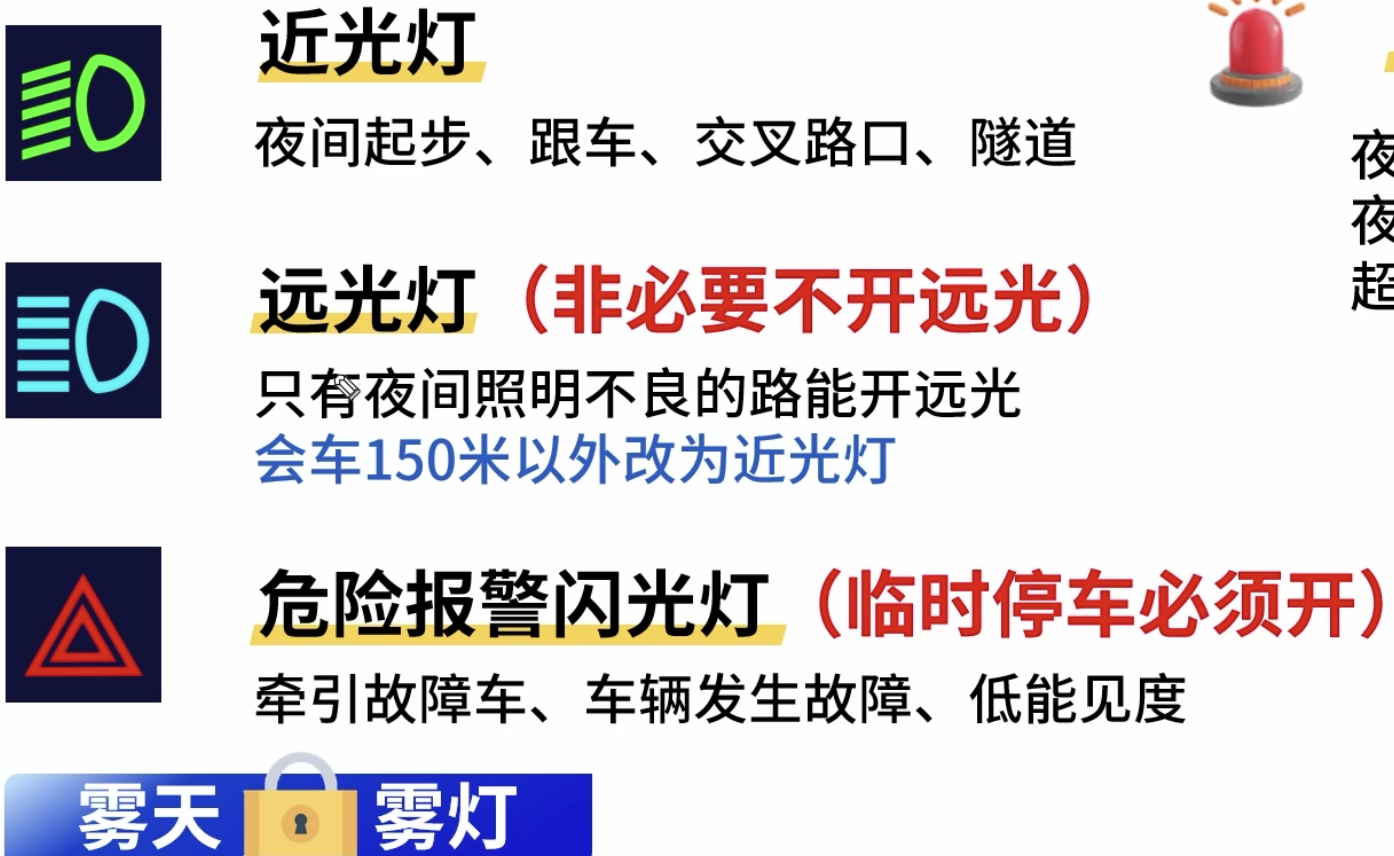 近光灯
夜间起步、跟车、交叉路口、隧道
远光灯（非必要不开远光）
只有夜间照明不良的路能开远光
会车150米以外改为近光灯
危险报警闪光灯（临时停车必须开）
牵引故障车、车辆发生故障、低能见度
雾天 雾灯
夜
夜
超